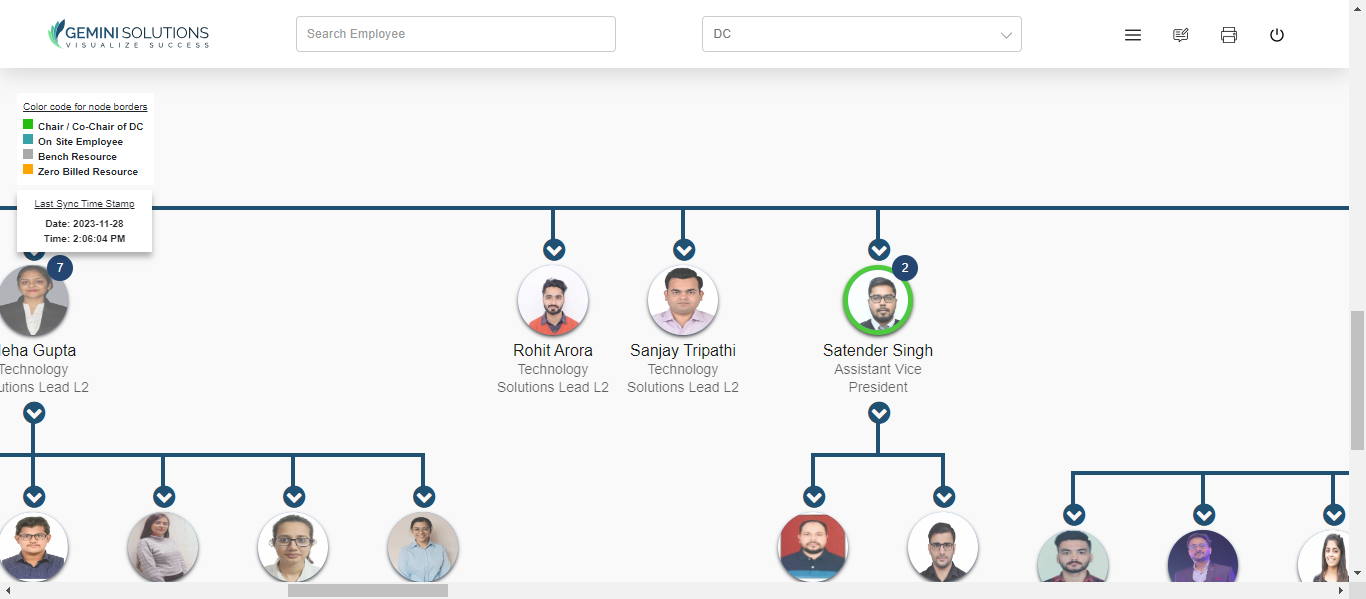 GEMINI SOLUTIONS
VISUALIZE SUCCESS
Search Employee
DC
Color code for node borders
Chair / Co-Chair of DC
On Site Employee
Bench Resource
Zero Billed Resource
Last Sync Time Stamp
Date: 2023-11-28
Time: 2:06:04 PM
7
2
eha Gupta
Technology
utions Lead L2
Rohit Arora
Technology
Solutions Lead L2
Sanjay Tripathi
Technology
Solutions Lead L2
Satender Singh
Assistant Vice
President